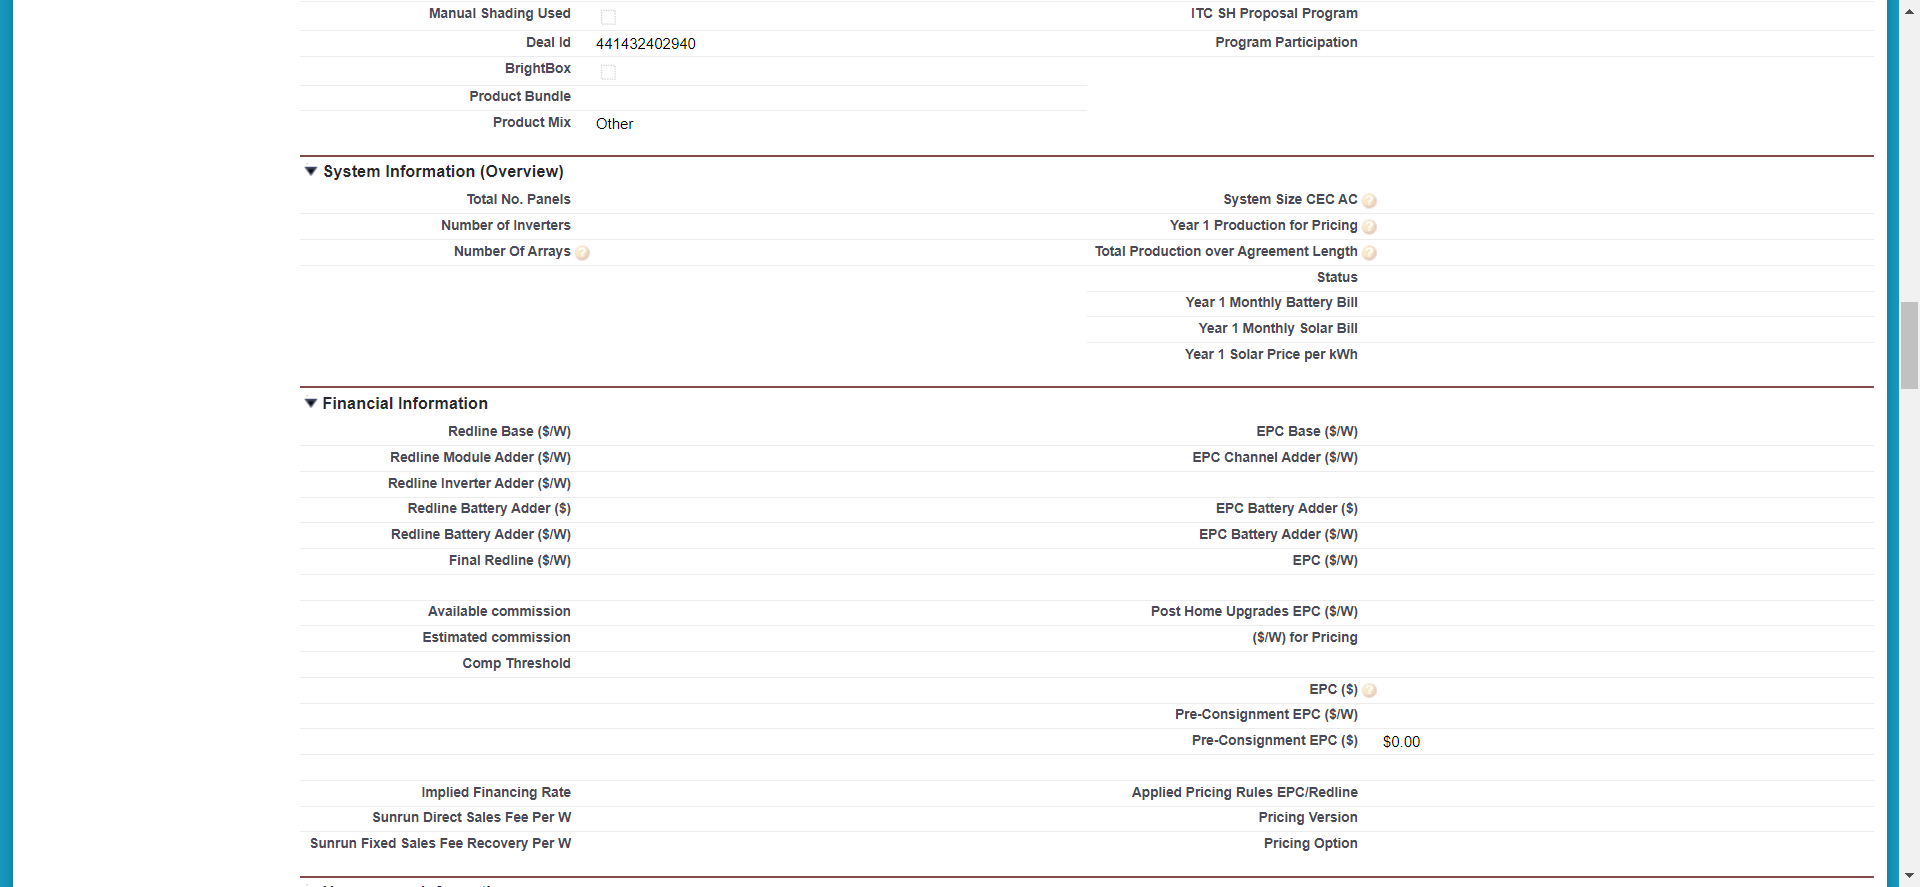 Manual Shading Used
ITC SH Proposal Program
Deal Id 441432402940
Program Participation
BrightBox
Product Bundle
Product Mix Other
System Information (Overview)
Total No. Panels
System Size CEC AC ?
Number of Inverters
Year 1 Production for Pricing ?
Number Of Arrays ?
Total Production over Agreement Length ?
Status
Year 1 Monthly Battery Bill
Year 1 Monthly Solar Bill
Year 1 Solar Price per kWh
Financial Information
Redline Base ($/W)
EPC Base ($/W)
Redline Module Adder ($/W)
EPC Channel Adder ($/W)
Redline Inverter Adder ($/W)
Redline Battery Adder ($)
EPC Battery Adder ($)
Redline Battery Adder ($/W)
EPC Battery Adder ($/W)
Final Redline ($/W)
EPC ($/W)
Available commission
Post Home Upgrades EPC ($/W)
Estimated commission
($/W) for Pricing
Comp Threshold
EPC ($) ?
Pre-Consignment EPC ($/W)
Pre-Consignment EPC ($) $0.00
Implied Financing Rate
Applied Pricing Rules EPC/Redline
Sunrun Direct Sales Fee Per W
Pricing Version
Sunrun Fixed Sales Fee Recovery Per W
Pricing Option